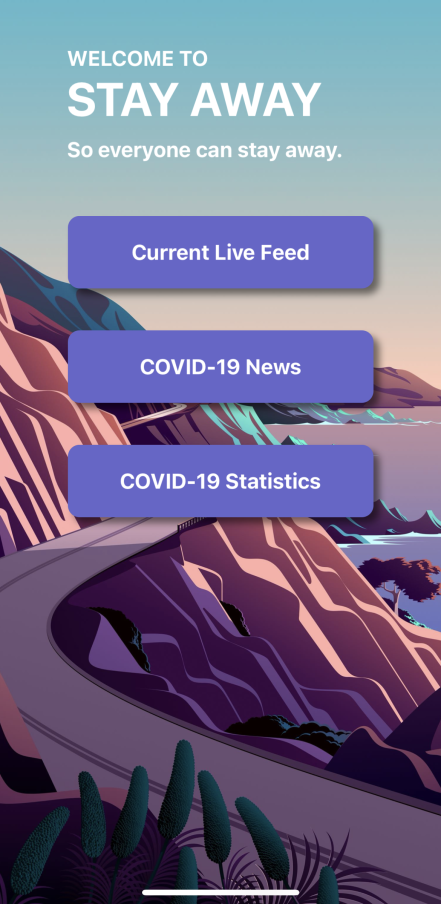 WELCOME TO
STAY AWAY
So everyone can stay away.
Current Live Feed
COVID-19 News
COVID-19 Statistics